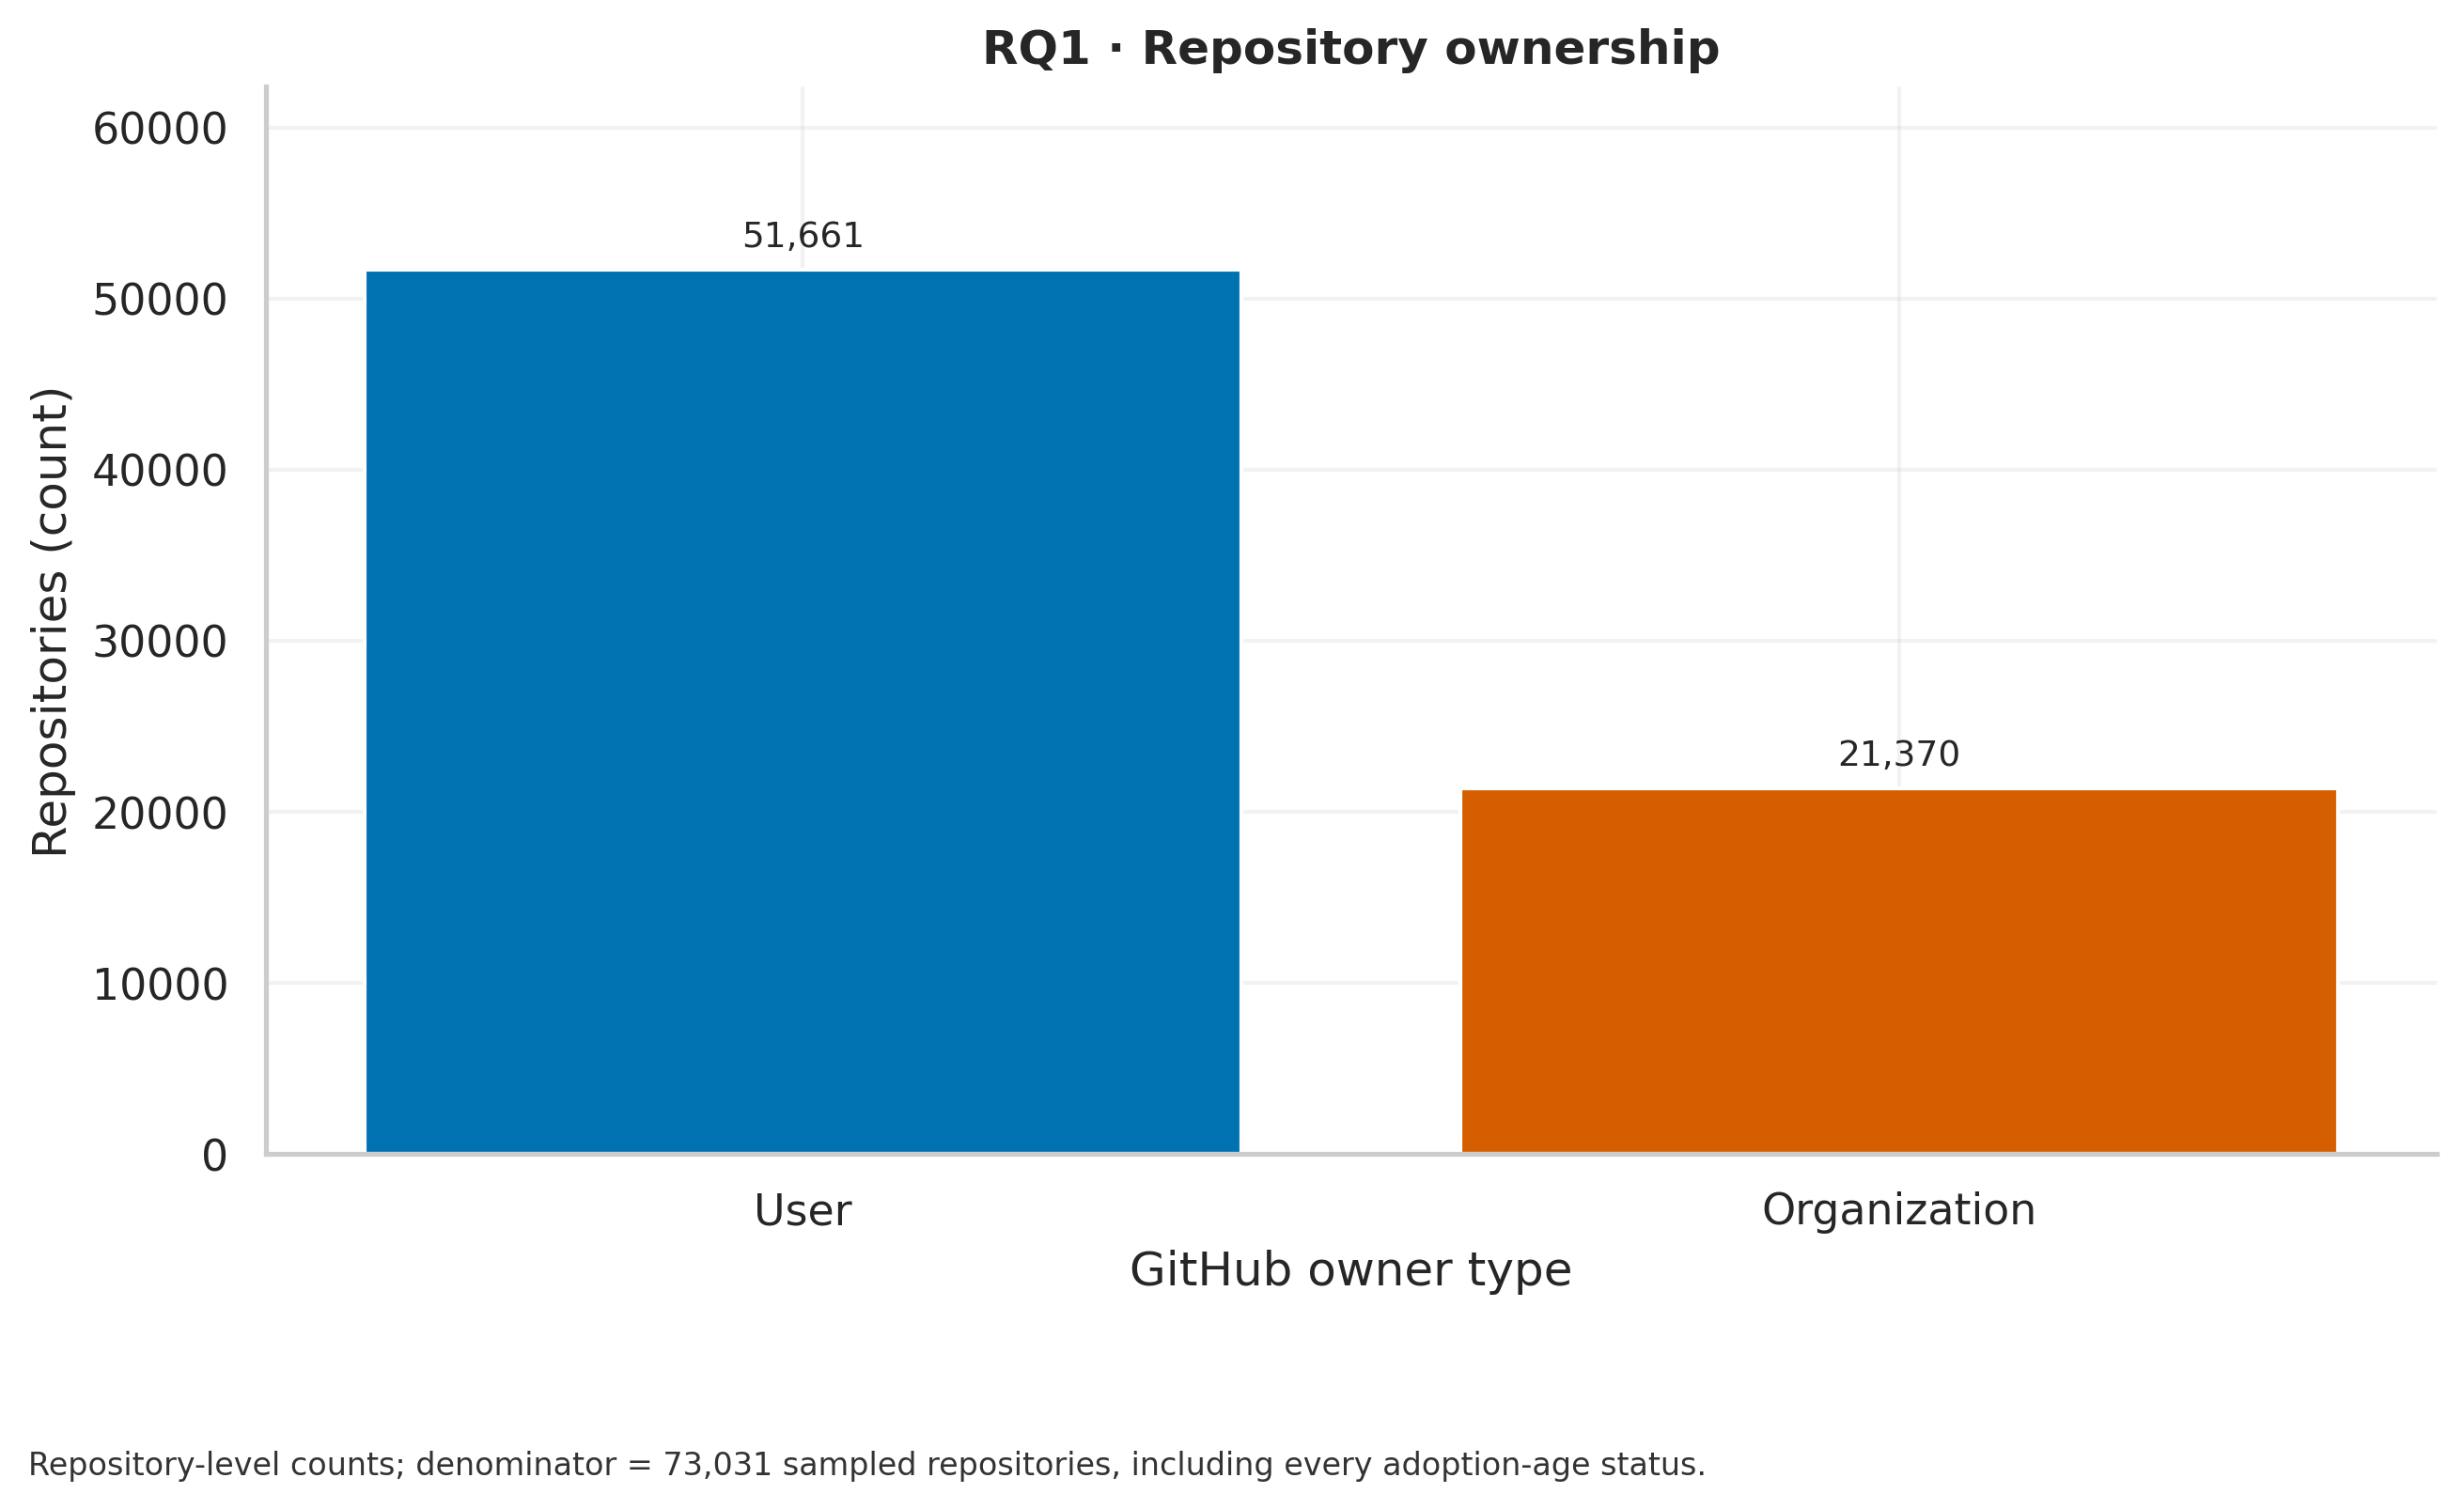 RQ1 · Repository ownership
Repositories (count)
60000
50000
40000
30000
20000
10000
0
51,661
21,370
User
Organization
GitHub owner type
Repository-level counts; denominator = 73,031 sampled repositories, including every adoption-age status.